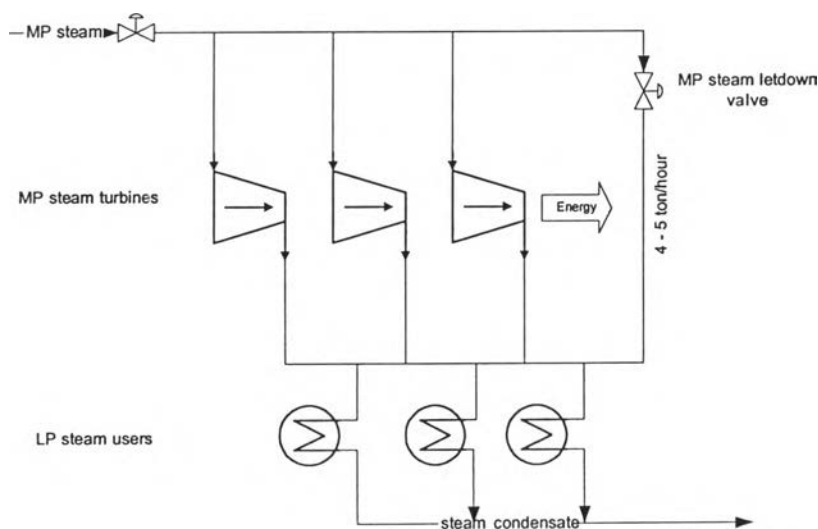 MP steam
MP steam letdown
valve
MP steam turbines
Energy
4 - 5 ton/hour
LP steam users
steam condensate